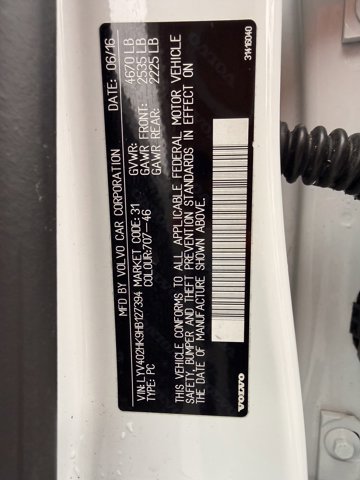 MFD BY VOLVO CAR CORPORATION DATE: 06/16
GVWR: 4670 LB
GAWR FRONT: 2535 LB
GAWR REAR: 2225 LB
VIN: LYV402HK9HB127394 MARKET CODE: 31
TYPE: PC COLOUR:707-46
THIS VEHICLE CONFORMS TO ALL APPLICABLE FEDERAL MOTOR VEHICLE
SAFETY, BUMPER AND THEFT PREVENTION STANDARDS IN EFFECT ON
THE DATE OF MANUFACTURE SHOWN ABOVE.
VOLVO 31416040